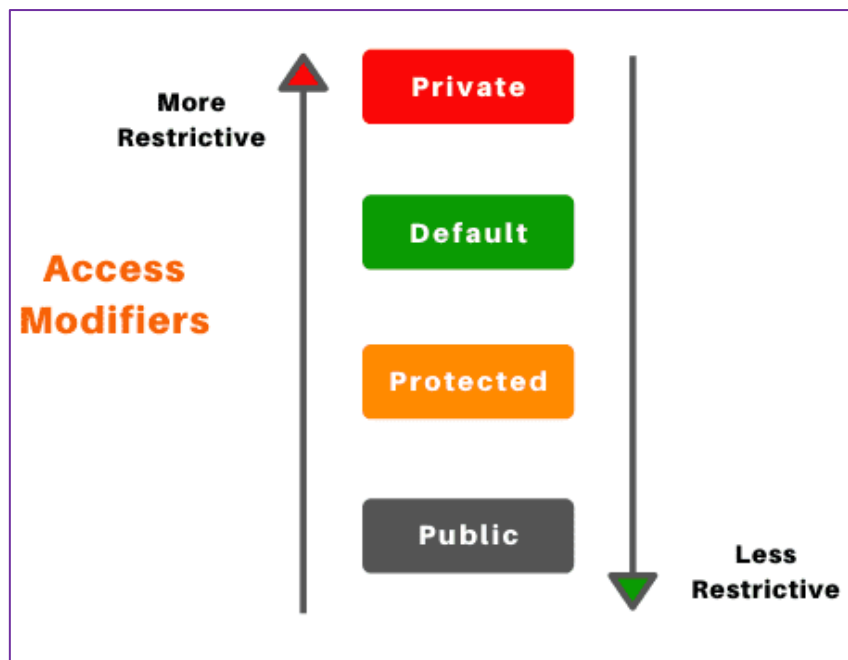 Private
More
Restrictive
Default
Access
Modifiers
Protected
Public
Less
Restrictive